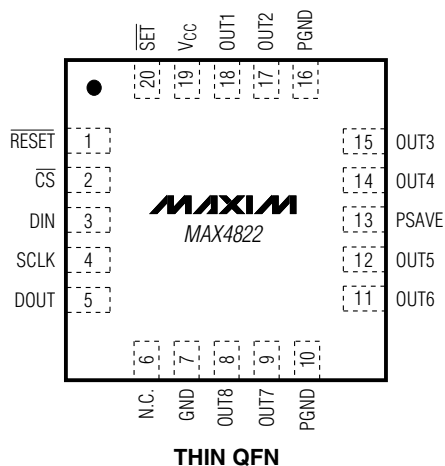 SET VCC OUT1 OUT2 PGND
20 19 18 17 16
RESET 1 15 OUT3
CS 2 14 OUT4
DIN 3 MAXIM 13 PSAVE
MAX4822
SCLK 4 12 OUT5
DOUT 5 11 OUT6
6 7 8 9 10
N.C. GND OUT8 OUT7 PGND
THIN QFN